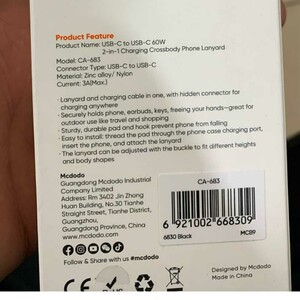 Product Feature
Product Name: USB-C to USB-C 60W
2-in-1 Charging Crossbody Phone Lanyard
Model: CA-683
Connector Type: USB-C to USB-C
Material: Zinc alloy/ Nylon
Current: 3A(Max.)
· Lanyard and charging cable in one, with hidden connector for
charging anywhere
· Securely holds phone, earbuds, keys, freeing your hands-great for
outdoor use like travel and shopping
· Sturdy, durable pad and hook prevent phone from falling
· Easy to install: thread the pad through the phone case charging port,
insert the phone, and attach the lanyard
· The lanyard can be adjusted with the buckle to fit different heights
and body shapes
Mcdodo
Guangdong Mcdodo Industrial
Company Limited
Address: Rm 3402 Jin Zhong
Huan Building, No.30 Tianhe
Straight Street, Tianhe District,
Guangzhou,
Guangdong Province, China
www.mcdodo.com
Follow & Share with us #mcdodo
CA-683
6 921002 668309
6830 Black MCB9
CE
Designed by Mcdodo
Made in China